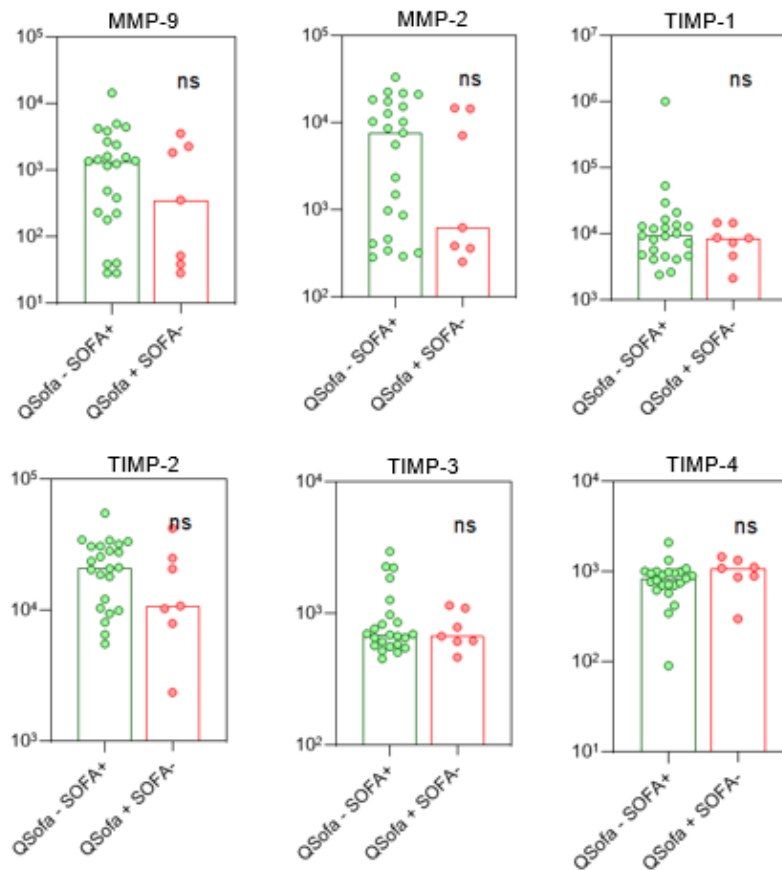 MMP-9
10⁵
10⁴
10³
10²
10¹
ns
QSofa - SOFA+
QSofa + SOFA-
MMP-2
10⁵
10⁴
10³
10²
ns
QSofa - SOFA+
QSofa + SOFA-
TIMP-1
10⁷
10⁶
10⁵
10⁴
10³
ns
QSofa - SOFA+
QSofa + SOFA-
TIMP-2
10⁵
10⁴
10³
ns
QSofa - SOFA+
QSofa + SOFA-
TIMP-3
10⁴
10³
10²
ns
QSofa - SOFA+
QSofa + SOFA-
TIMP-4
10⁴
10³
10²
10¹
ns
QSofa - SOFA+
QSofa + SOFA-